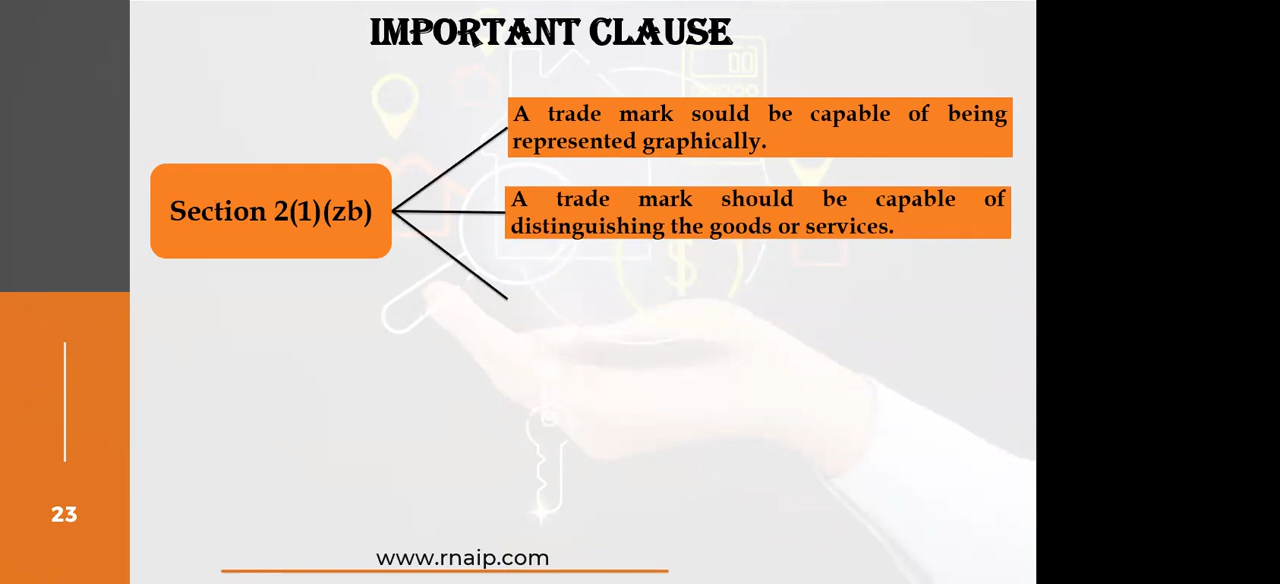 IMPORTANT CLAUSE
A trade mark sould be capable of being
represented graphically.
Section 2(1)(zb)
A trade mark should be capable of
distinguishing the goods or services.
23
www.rnaip.com